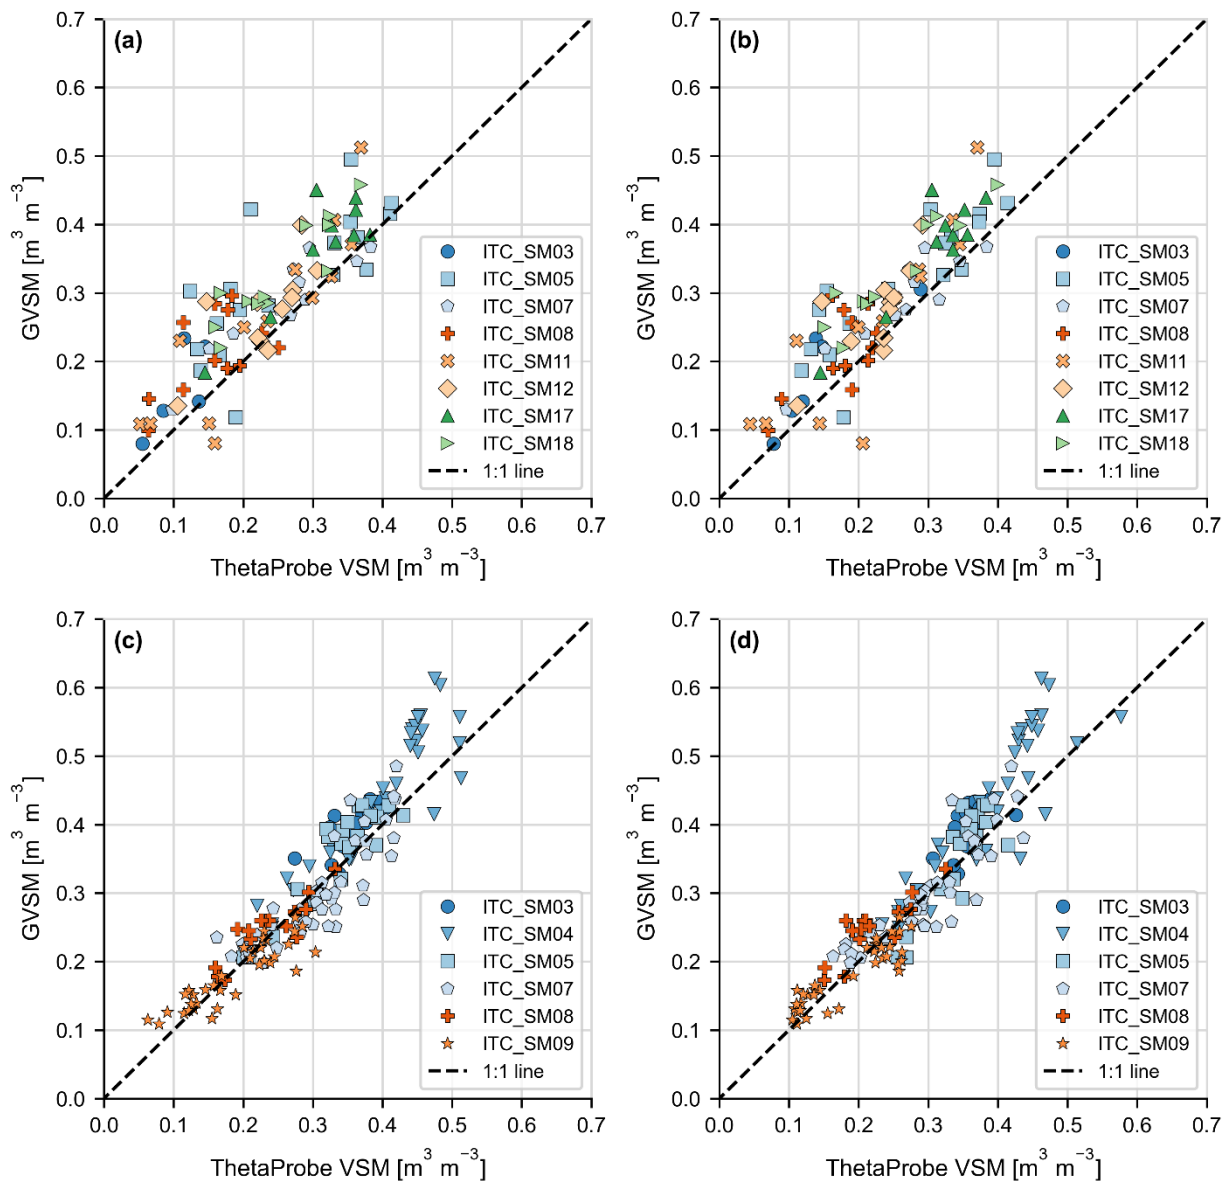 (a)
GVSM [m³ m⁻³]
0.7
0.6
0.5
0.4
0.3
0.2
0.1
0.0
0.0 0.1 0.2 0.3 0.4 0.5 0.6 0.7
ThetaProbe VSM [m³ m⁻³]
ITC_SM03
ITC_SM05
ITC_SM07
ITC_SM08
ITC_SM11
ITC_SM12
ITC_SM17
ITC_SM18
1:1 line
(b)
GVSM [m³ m⁻³]
0.7
0.6
0.5
0.4
0.3
0.2
0.1
0.0
0.0 0.1 0.2 0.3 0.4 0.5 0.6 0.7
ThetaProbe VSM [m³ m⁻³]
ITC_SM03
ITC_SM05
ITC_SM07
ITC_SM08
ITC_SM11
ITC_SM12
ITC_SM17
ITC_SM18
1:1 line
(c)
GVSM [m³ m⁻³]
0.7
0.6
0.5
0.4
0.3
0.2
0.1
0.0
0.0 0.1 0.2 0.3 0.4 0.5 0.6 0.7
ThetaProbe VSM [m³ m⁻³]
ITC_SM03
ITC_SM04
ITC_SM05
ITC_SM07
ITC_SM08
ITC_SM09
1:1 line
(d)
GVSM [m³ m⁻³]
0.7
0.6
0.5
0.4
0.3
0.2
0.1
0.0
0.0 0.1 0.2 0.3 0.4 0.5 0.6 0.7
ThetaProbe VSM [m³ m⁻³]
ITC_SM03
ITC_SM04
ITC_SM05
ITC_SM07
ITC_SM08
ITC_SM09
1:1 line